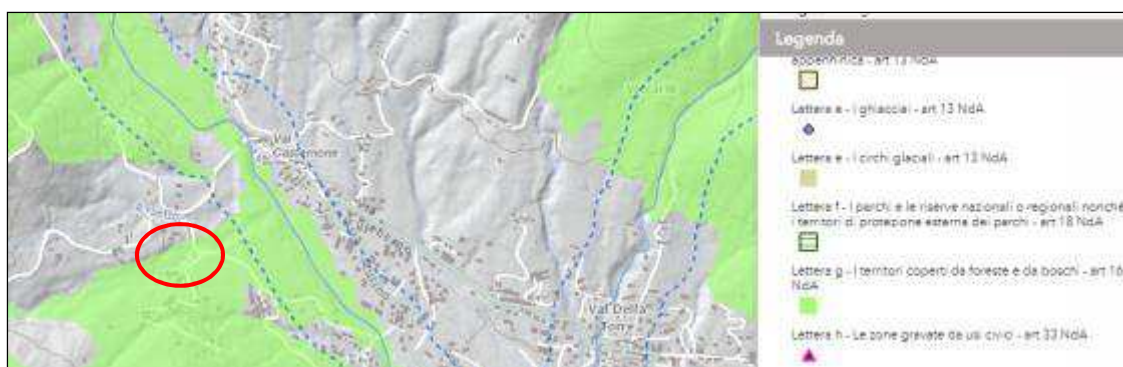 Val
Casternone
Val Della
Torre
Legenda
appenninica - art 13 NdA
Lettera e - I ghiacciai - art 13 NdA
Lettera e - I circhi glaciali - art 13 NdA
Lettera f - I parchi e le riserve nazionali o regionali nonché
i territori di protezione esterna dei parchi - art 18 NdA
Lettera g - I territori coperti da foreste e da boschi - art 16
NdA
Lettera h - Le zone gravate da usi civici - art 33 NdA